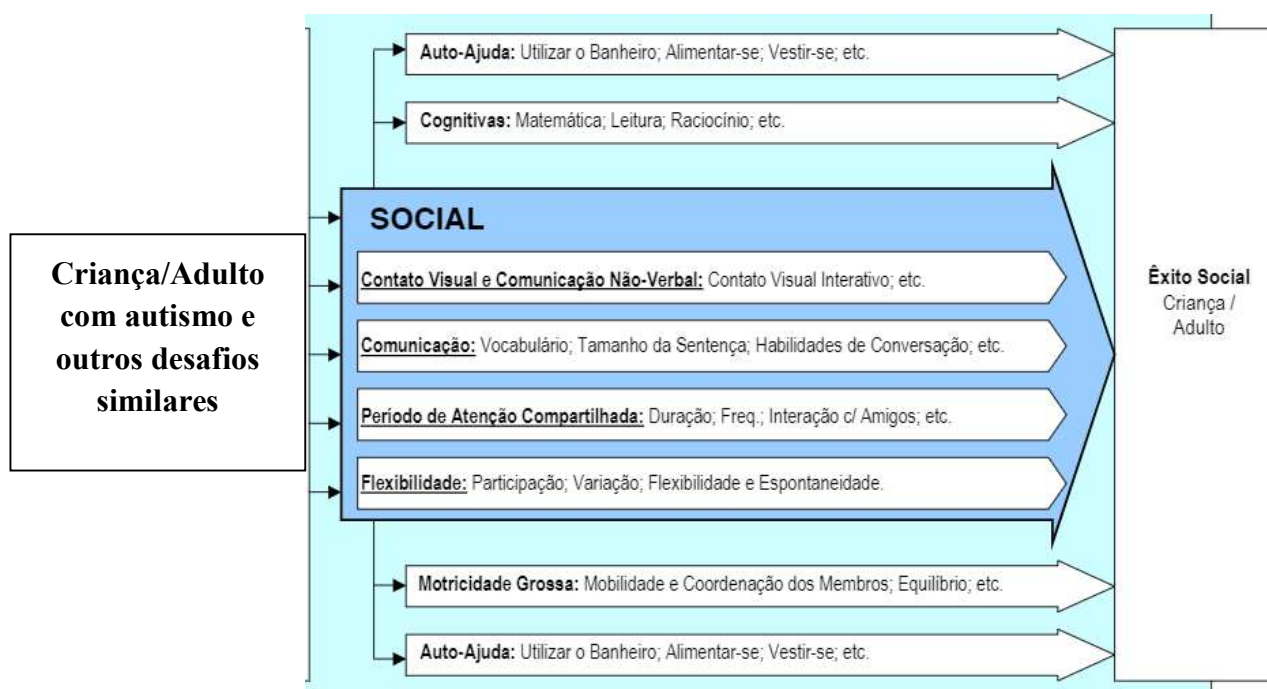 Auto-Ajuda: Utilizar o Banheiro; Alimentar-se; Vestir-se; etc.
Cognitivas: Matemática; Leitura; Raciocínio; etc.
SOCIAL
Criança/Adulto
com autismo e
outros desafios
similares
Contato Visual e Comunicação Não-Verbal: Contato Visual Interativo; etc.
Comunicação: Vocabulário; Tamanho da Sentença; Habilidades de Conversação; etc.
Período de Atenção Compartilhada: Duração; Freq.; Interação c/ Amigos; etc.
Flexibilidade: Participação; Variação; Flexibilidade e Espontaneidade.
Êxito Social
Criança /
Adulto
Motricidade Grossa: Mobilidade e Coordenação dos Membros; Equilíbrio; etc.
Auto-Ajuda: Utilizar o Banheiro; Alimentar-se; Vestir-se; etc.